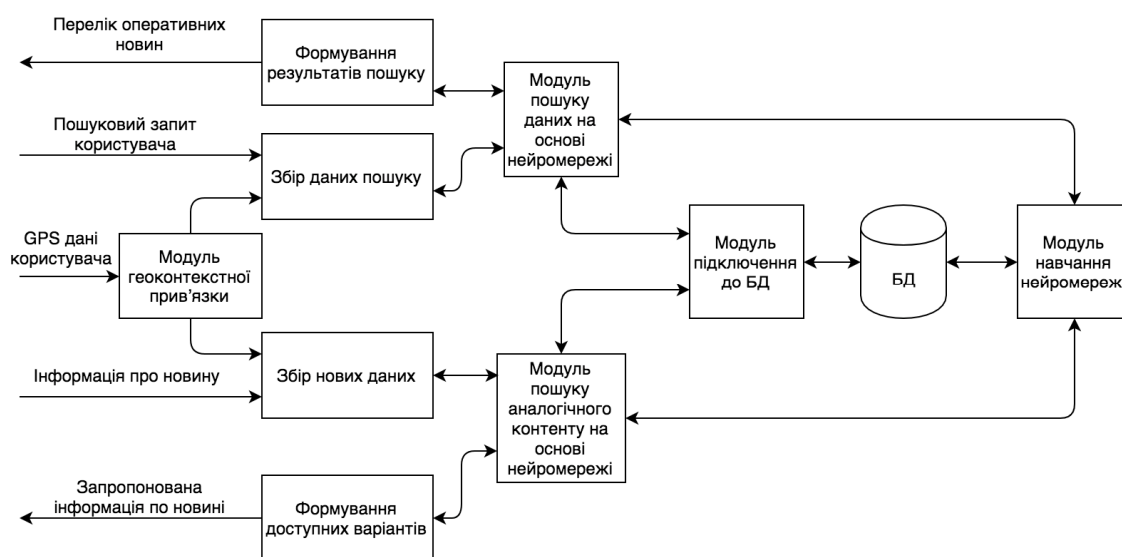 Перелік оперативних
новин
Формування
результатів пошуку
Модуль
пошуку
даних на
основі
нейромережі
Пошуковий запит
користувача
Збір даних пошуку
GPS дані
користувача
Модуль
геоконтекстної
прив'язки
Модуль
підключення
до БД
БД
Модуль
навчання
нейромереж
Інформація про новину
Збір нових даних
Модуль
пошуку
аналогічного
контенту на
основі
нейромережі
Запропонована
інформація по новині
Формування
доступних варіантів